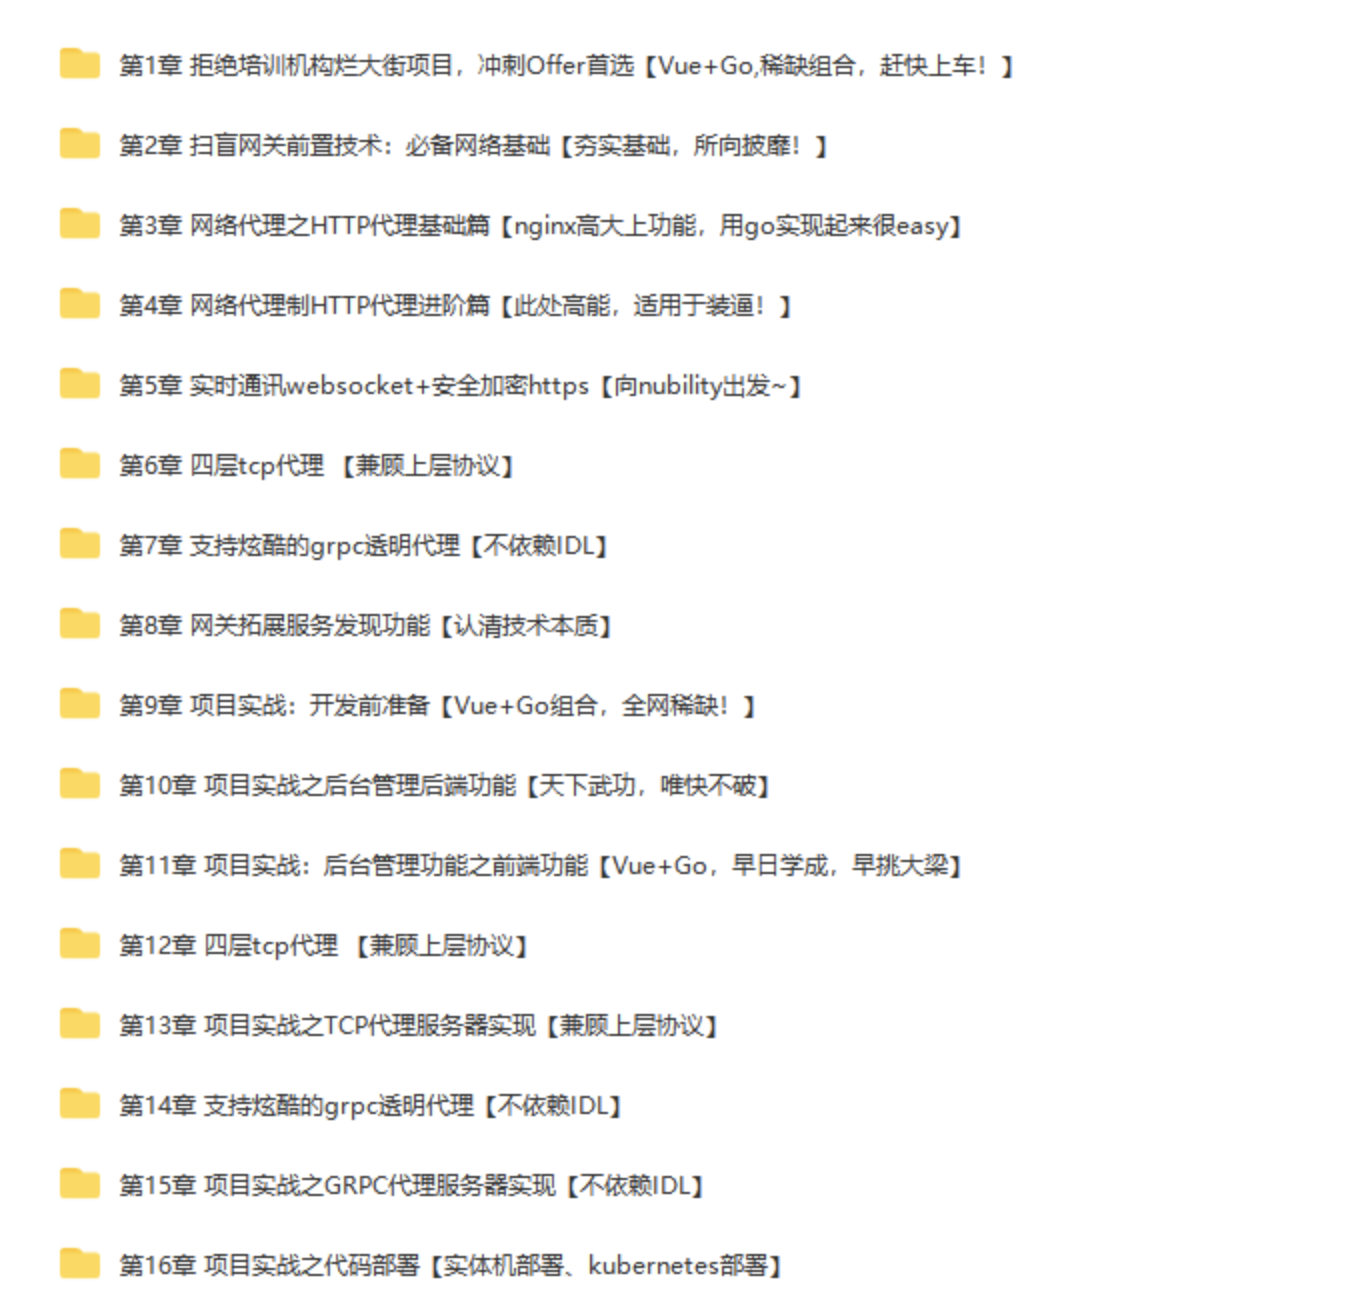 第1章 拒绝培训机构烂大街项目，冲刺Offer首选【Vue+Go,稀缺组合，赶快上车！】
第2章 扫盲网关前置技术：必备网络基础【夯实基础，所向披靡！】
第3章 网络代理之HTTP代理基础篇【nginx高大上功能，用go实现起来很easy】
第4章 网络代理制HTTP代理进阶篇【此处高能，适用于装逼！】
第5章 实时通讯websocket+安全加密https【向nubility出发~】
第6章 四层tcp代理 【兼顾上层协议】
第7章 支持炫酷的grpc透明代理【不依赖IDL】
第8章 网关拓展服务发现功能【认清技术本质】
第9章 项目实战：开发前准备【Vue+Go组合，全网稀缺！】
第10章 项目实战之后台管理后端功能【天下武功，唯快不破】
第11章 项目实战：后台管理功能之前端功能【Vue+Go，早日学成，早挑大梁】
第12章 四层tcp代理 【兼顾上层协议】
第13章 项目实战之TCP代理服务器实现【兼顾上层协议】
第14章 支持炫酷的grpc透明代理【不依赖IDL】
第15章 项目实战之GRPC代理服务器实现【不依赖IDL】
第16章 项目实战之代码部署【实体机部署、kubernetes部署】